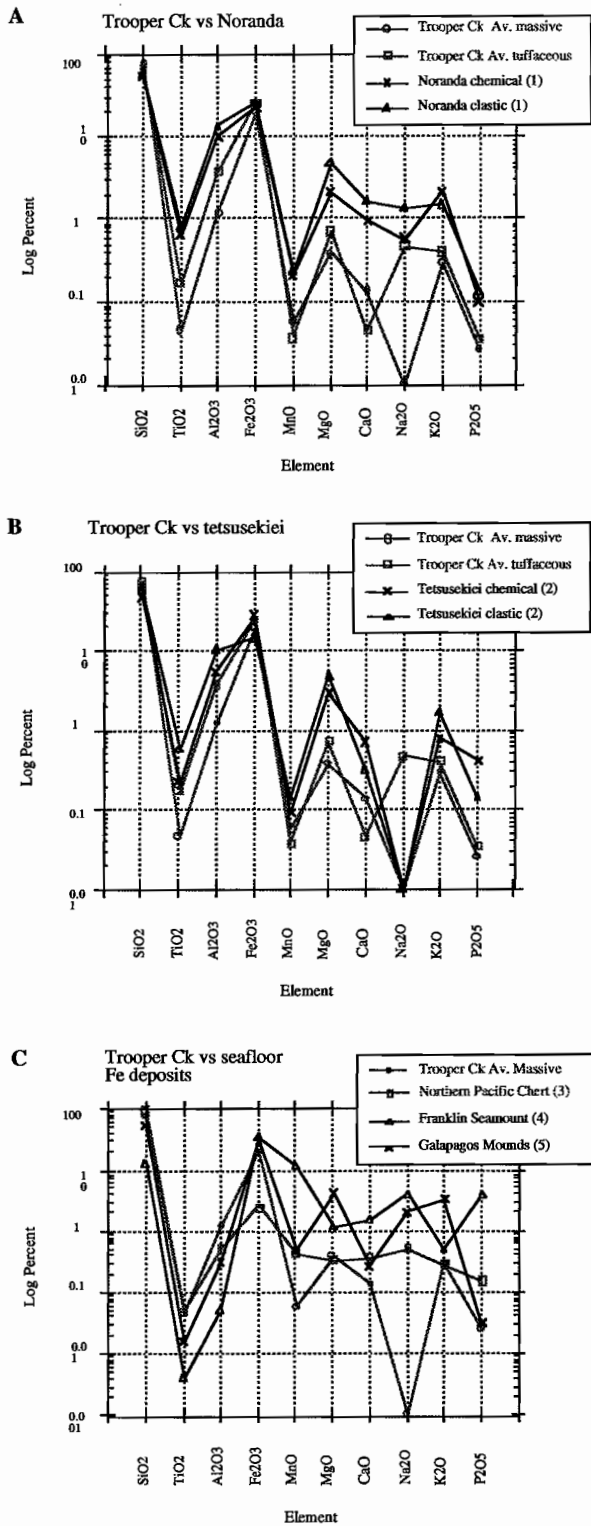 A
Trooper Ck vs Noranda
Trooper Ck Av. massive
Trooper Ck Av. tuffaceous
Noranda chemical (1)
Noranda clastic (1)
100
1
0
1
0.1
0.0
1
Log Percent
SiO2
TiO2
Al2O3
Fe2O3
MnO
MgO
CaO
Na2O
K2O
P2O5
Element
B
Trooper Ck vs tetsusekiei
Trooper Ck Av. massive
Trooper Ck Av. tuffaceous
Tetsusekiei chemical (2)
Tetsusekiei clastic (2)
100
1
0
1
0.1
0.0
1
Log Percent
SiO2
TiO2
Al2O3
Fe2O3
MnO
MgO
CaO
Na2O
K2O
P2O5
Element
C
Trooper Ck vs seafloor
Fe deposits
Trooper Ck Av. Massive
Northern Pacific Chert (3)
Franklin Seamount (4)
Galapagos Mounds (5)
100
1
0
1
0.1
0.0
1
0.0
01
Log Percent
SiO2
TiO2
Al2O3
Fe2O3
MnO
MgO
CaO
Na2O
K2O
P2O5
Element